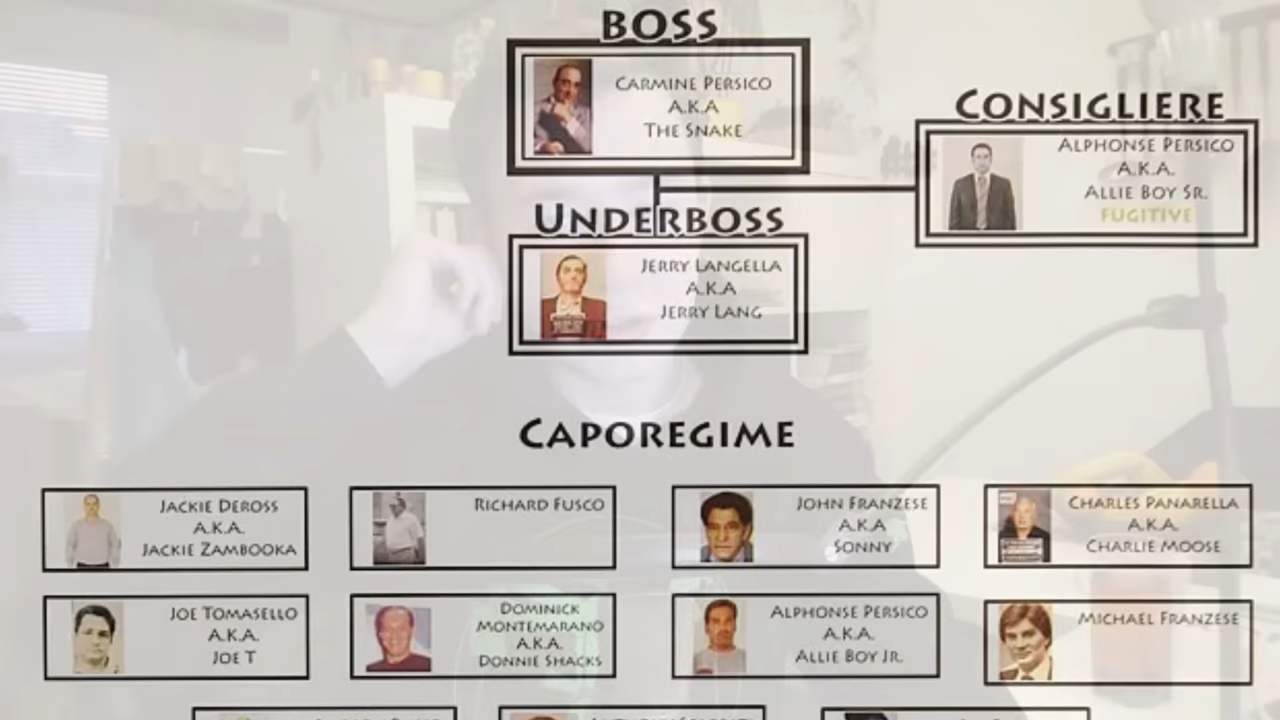 BOSS
CARMINE PERSICO
A.K.A
THE SNAKE
CONSIGLIERE
ALPHONSE PERSICO
A.K.A.
ALLIE BOY SR.
FUGITIVE
UNDERBOSS
JERRY LANGELLA
A.K.A
JERRY LANG
CAPOREGIME
JACKIE DEROSS
A.K.A.
JACKIE ZAMBOOKA
RICHARD FUSCO
JOHN FRANZESE
A.K.A
SONNY
CHARLES PANARELLA
A.K.A.
CHARLIE MOOSE
JOE TOMASELLO
A.K.A.
JOE T
DOMINICK
MONTEMARANO
A.K.A.
DONNIE SHACKS
ALPHONSE PERSICO
A.K.A.
ALLIE BOY JR.
MICHAEL FRANZESE